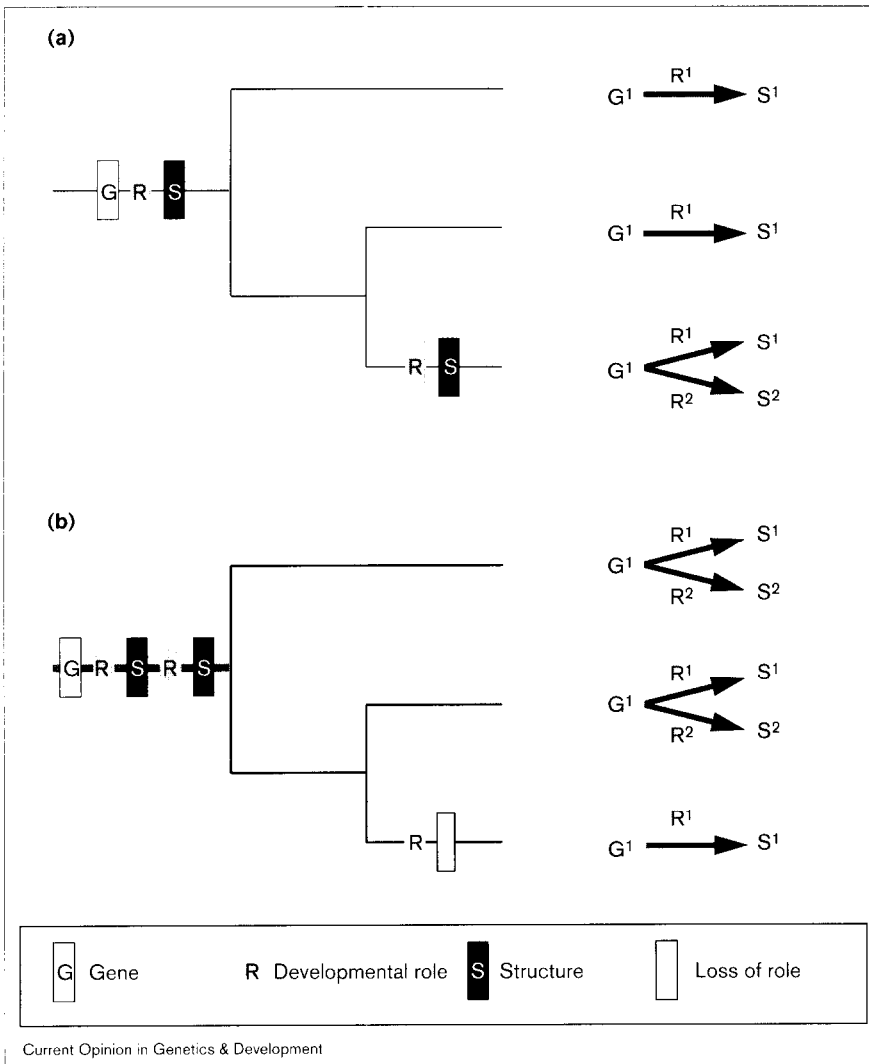 (a)
R¹
G¹ S¹
G R S
R¹
G¹ S¹
R¹ S¹
R S G¹
R² S²
(b)
R¹ S¹
G¹
R² S²
G R S R S
R¹ S¹
G¹
R² S²
R¹
R G¹ S¹
G Gene R Developmental role S Structure Loss of role
Current Opinion in Genetics & Development